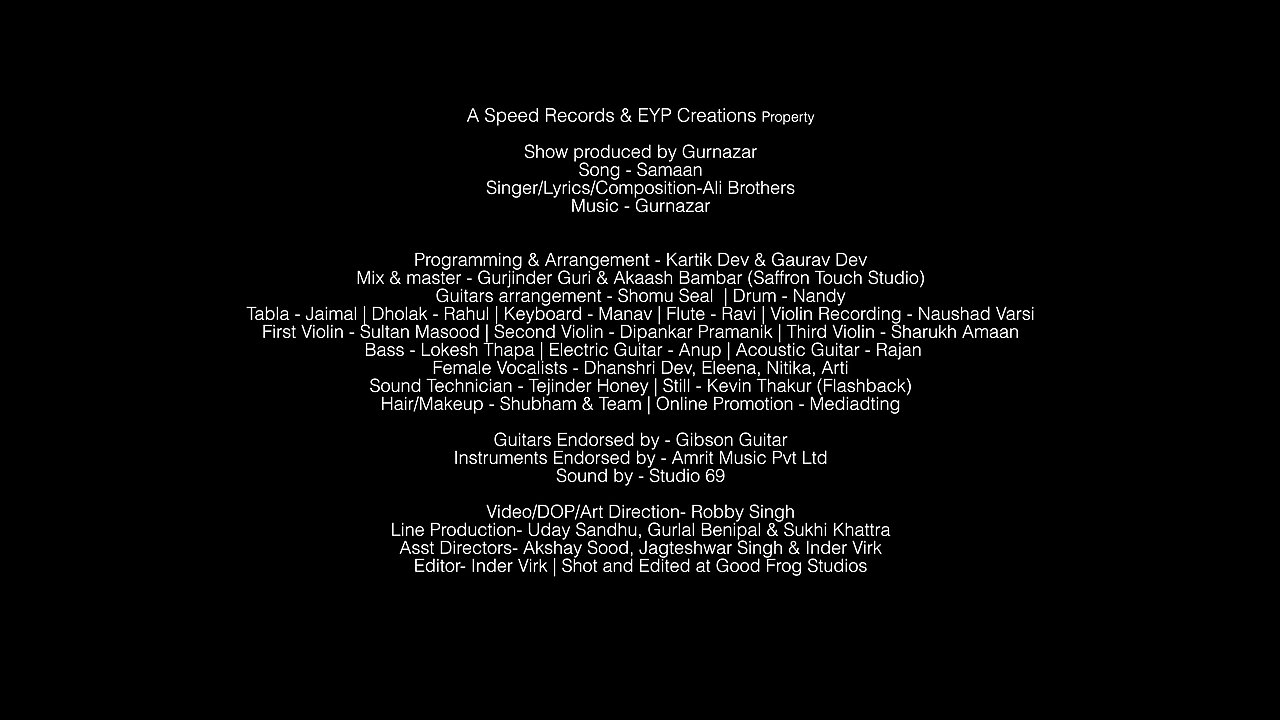 A Speed Records & EYP Creations Property
Show produced by Gurnazar
Song - Samaan
Singer/Lyrics/Composition-Ali Brothers
Music - Gurnazar
Programming & Arrangement - Kartik Dev & Gaurav Dev
Mix & master - Gurjinder Guri & Akaash Bambar (Saffron Touch Studio)
Guitars arrangement - Shomu Seal | Drum - Nandy
Tabla - Jaimal | Dholak - Rahul | Keyboard - Manav | Flute - Ravi | Violin Recording - Naushad Varsi
First Violin - Sultan Masood | Second Violin - Dipankar Pramanik | Third Violin - Sharukh Amaan
Bass - Lokesh Thapa | Electric Guitar - Anup | Acoustic Guitar - Rajan
Female Vocalists - Dhanshri Dev, Eleena, Nitika, Arti
Sound Technician - Tejinder Honey | Still - Kevin Thakur (Flashback)
Hair/Makeup - Shubham & Team | Online Promotion - Mediadting
Guitars Endorsed by - Gibson Guitar
Instruments Endorsed by - Amrit Music Pvt Ltd
Sound by - Studio 69
Video/DOP/Art Direction- Robby Singh
Line Production- Uday Sandhu, Gurlal Benipal & Sukhi Khattra
Asst Directors- Akshay Sood, Jagteshwar Singh & Inder Virk
Editor- Inder Virk | Shot and Edited at Good Frog Studios